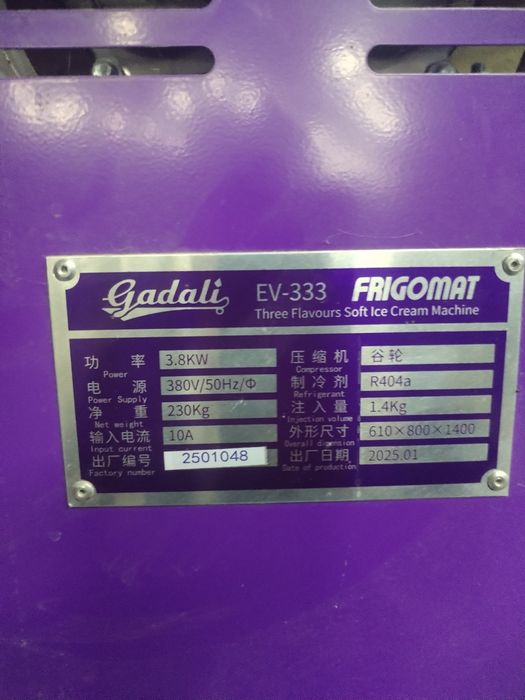 Gadali EV-333 FRIGOMAT
Three Flavours Soft Ice Cream Machine
功 率 3.8KW
Power
电 源 380V/50Hz/Φ
Power Supply
净 重 230Kg
Net weight
输入电流 10A
Input current
出厂编号 2501048
Factory number
压缩机 谷轮
Compressor
制冷剂 R404a
Refrigerant
注入量 1.4Kg
Injection volume
外形尺寸 610×800×1400
Overall dimension
出厂日期 2025.01
Date of production